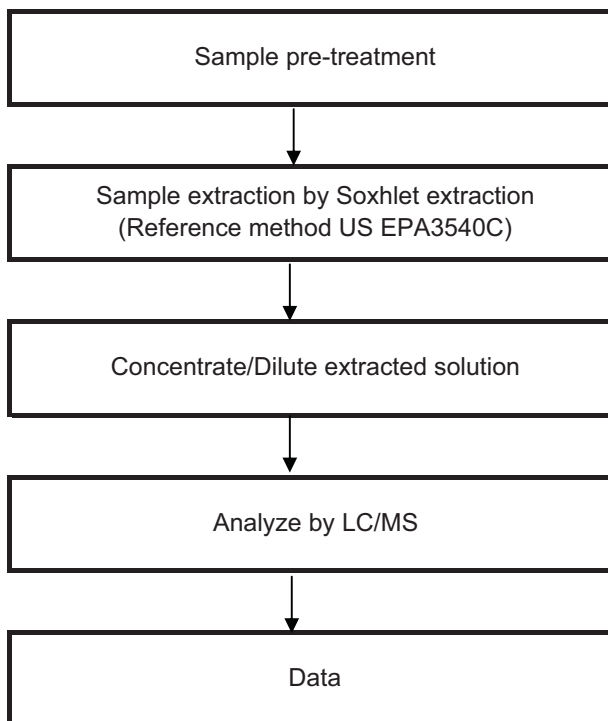 Sample pre-treatment
Sample extraction by Soxhlet extraction
(Reference method US EPA3540C)
Concentrate/Dilute extracted solution
Analyze by LC/MS
Data